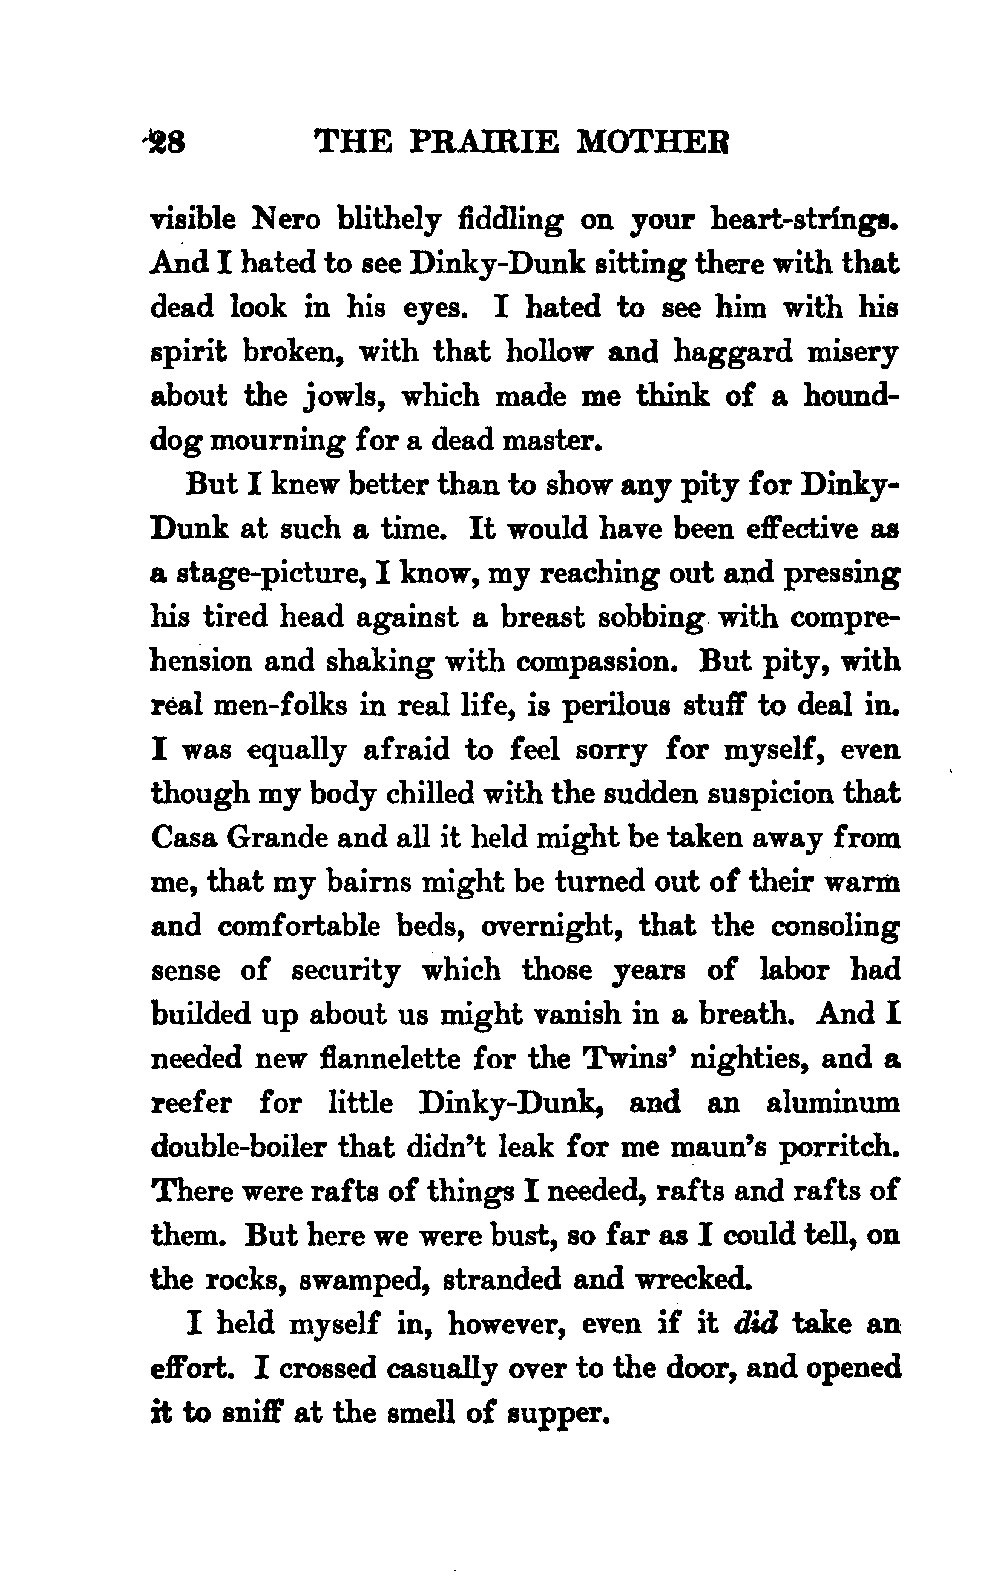 28 THE PRAIRIE MOTHER
visible Nero blithely fiddling on your heart-strings.
And I hated to see Dinky-Dunk sitting there with that
dead look in his eyes. I hated to see him with his
spirit broken, with that hollow and haggard misery
about the jowls, which made me think of a hound-
dog mourning for a dead master.
But I knew better than to show any pity for Dinky-
Dunk at such a time. It would have been effective as
a stage-picture, I know, my reaching out and pressing
his tired head against a breast sobbing with compre-
hension and shaking with compassion. But pity, with
real men-folks in real life, is perilous stuff to deal in.
I was equally afraid to feel sorry for myself, even
though my body chilled with the sudden suspicion that
Casa Grande and all it held might be taken away from
me, that my bairns might be turned out of their warm
and comfortable beds, overnight, that the consoling
sense of security which those years of labor had
builded up about us might vanish in a breath. And I
needed new flannelette for the Twins' nighties, and a
reefer for little Dinky-Dunk, and an aluminum
double-boiler that didn't leak for me maun's porritch.
There were rafts of things I needed, rafts and rafts of
them. But here we were bust, so far as I could tell, on
the rocks, swamped, stranded and wrecked.
I held myself in, however, even if it did take an
effort. I crossed casually over to the door, and opened
it to sniff at the smell of supper.